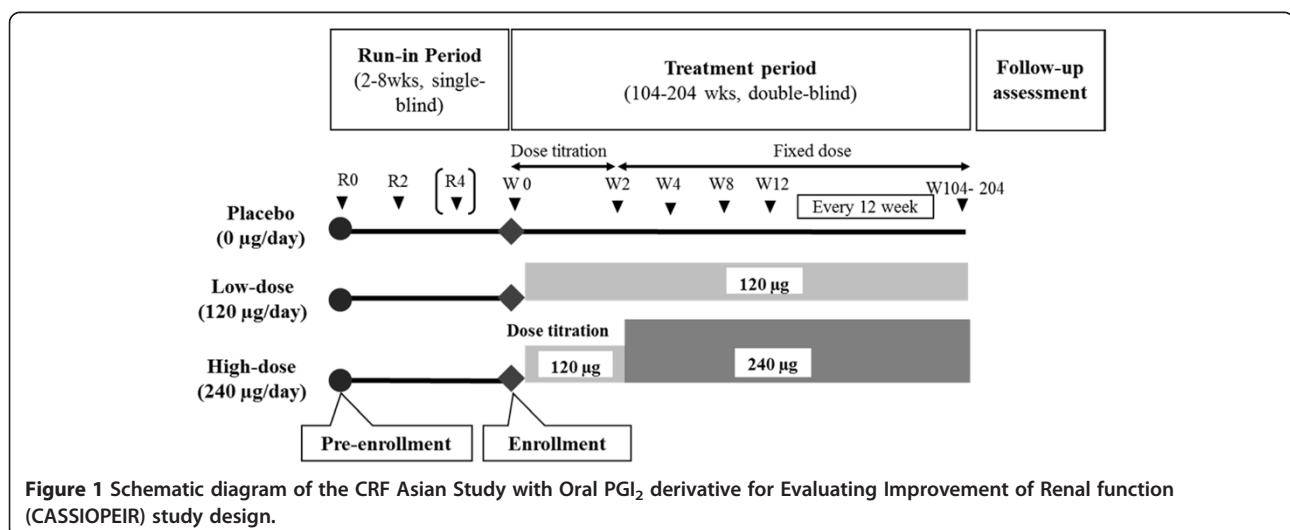 Run-in Period
(2-8wks, single-
blind)
Treatment period
(104-204 wks, double-blind)
Follow-up
assessment
Dose titration
Fixed dose
R0
R2
(R4)
W 0
W2
W4
W8
W12
W104- 204
Every 12 week
Placebo
(0 µg/day)
Low-dose
(120 µg/day)
120 µg
Dose titration
High-dose
(240 µg/day)
120 µg
240 µg
Pre-enrollment
Enrollment
Figure 1 Schematic diagram of the CRF Asian Study with Oral PGI₂ derivative for Evaluating Improvement of Renal function
(CASSIOPEIR) study design.